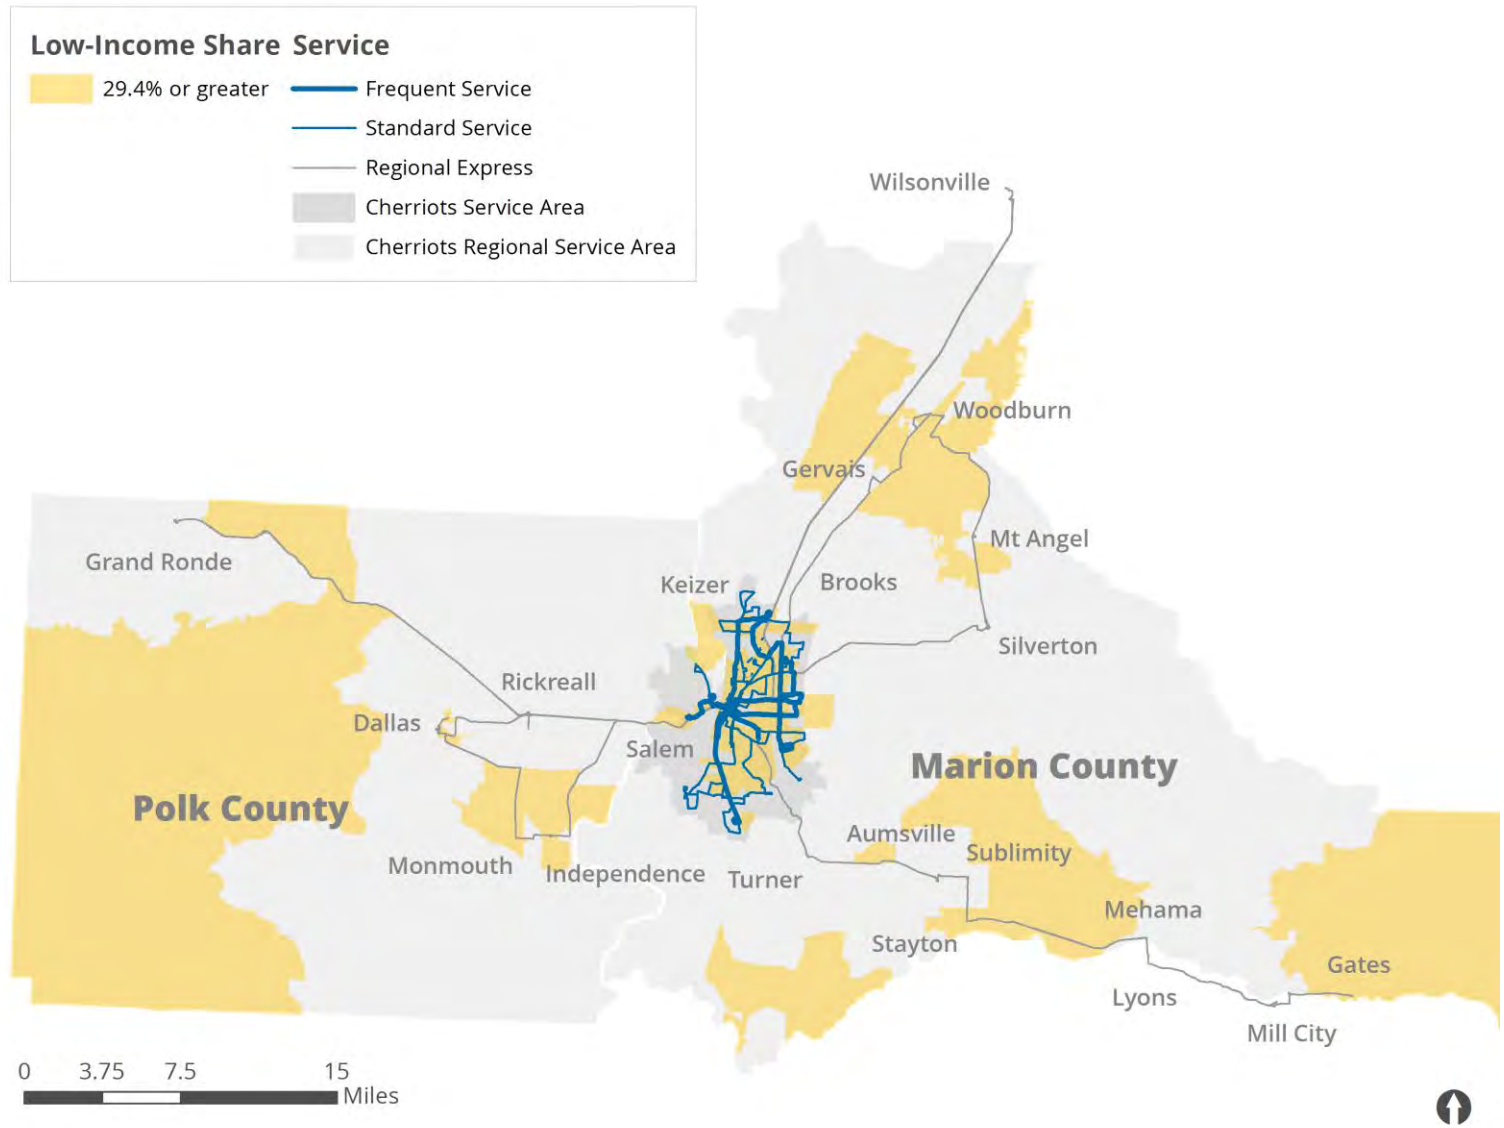 Low-Income Share Service
29.4% or greater
Frequent Service
Standard Service
Regional Express
Cherriots Service Area
Cherriots Regional Service Area
Wilsonville
Woodburn
Gervais
Mt Angel
Grand Ronde
Keizer
Brooks
Silverton
Rickreall
Dallas
Salem
Marion County
Polk County
Aumsville
Sublimity
Monmouth
Independence
Turner
Mehama
Stayton
Gates
Lyons
Mill City
0 3.75 7.5 15
Miles